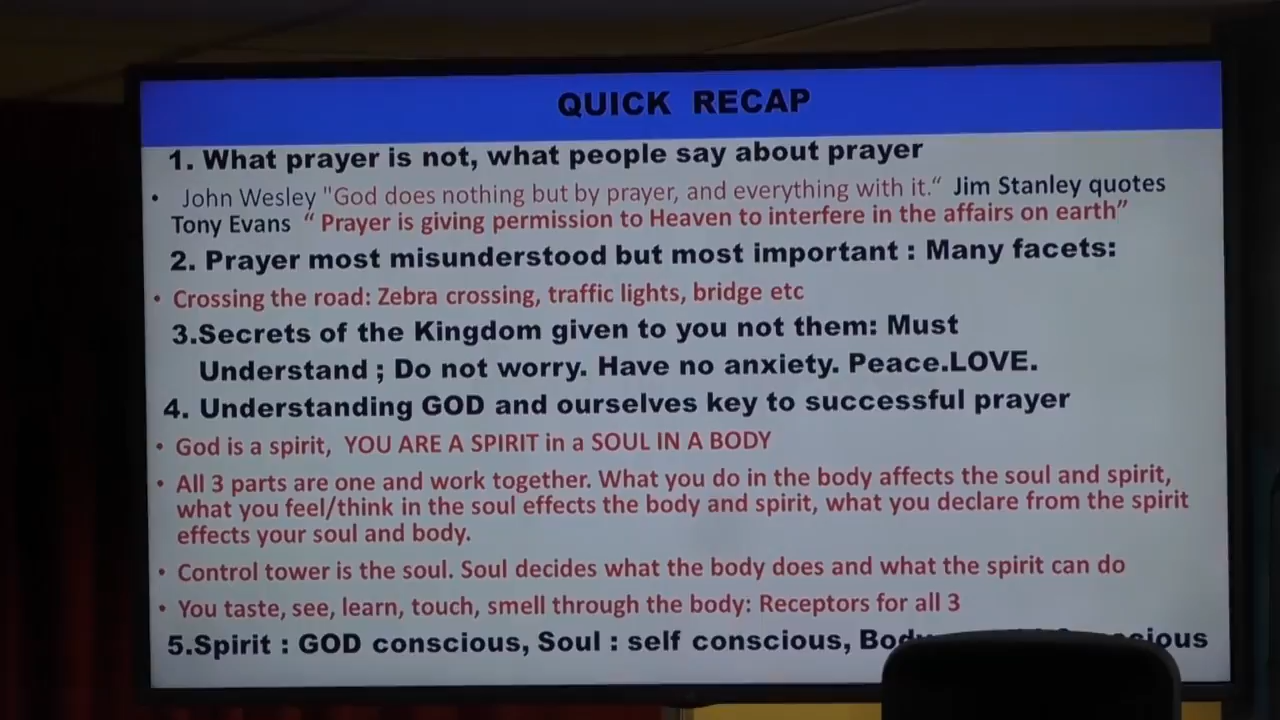 QUICK RECAP
1. What prayer is not, what people say about prayer
• John Wesley "God does nothing but by prayer, and everything with it.“ Jim Stanley quotes
Tony Evans “ Prayer is giving permission to Heaven to interfere in the affairs on earth”
2. Prayer most misunderstood but most important : Many facets:
• Crossing the road: Zebra crossing, traffic lights, bridge etc
3.Secrets of the Kingdom given to you not them: Must
Understand ; Do not worry. Have no anxiety. Peace.LOVE.
4. Understanding GOD and ourselves key to successful prayer
• God is a spirit, YOU ARE A SPIRIT in a SOUL IN A BODY
• All 3 parts are one and work together. What you do in the body affects the soul and spirit,
what you feel/think in the soul effects the body and spirit, what you declare from the spirit
effects your soul and body.
• Control tower is the soul. Soul decides what the body does and what the spirit can do
• You taste, see, learn, touch, smell through the body: Receptors for all 3
5.Spirit : GOD conscious, Soul : self conscious,